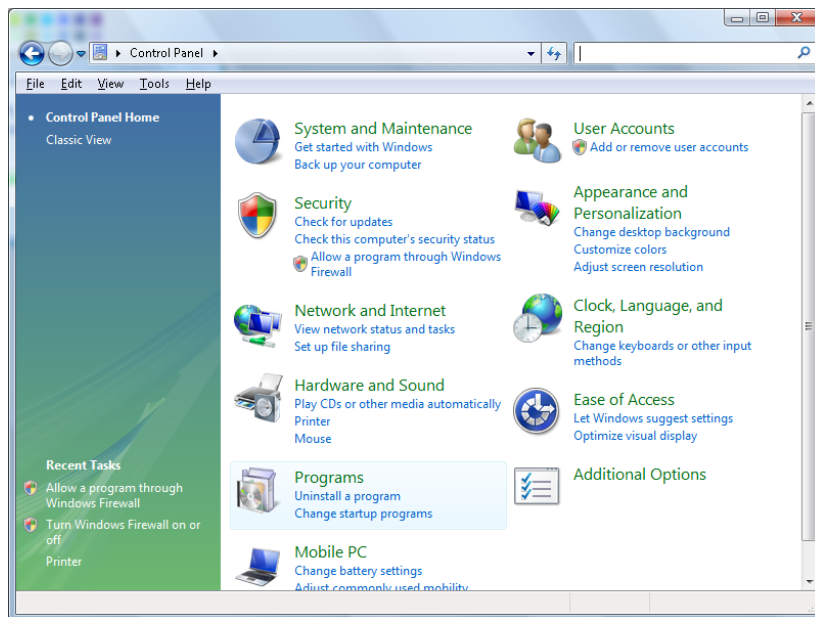 Control Panel
File Edit View Tools Help
Control Panel Home
Classic View
Recent Tasks
Allow a program through
Windows Firewall
Turn Windows Firewall on or
off
Printer
System and Maintenance
Get started with Windows
Back up your computer
Security
Check for updates
Check this computer's security status
Allow a program through Windows
Firewall
Network and Internet
View network status and tasks
Set up file sharing
Hardware and Sound
Play CDs or other media automatically
Printer
Mouse
Programs
Uninstall a program
Change startup programs
Mobile PC
Change battery settings
Adjust commonly used mobility
User Accounts
Add or remove user accounts
Appearance and
Personalization
Change desktop background
Customize colors
Adjust screen resolution
Clock, Language, and
Region
Change keyboards or other input
methods
Ease of Access
Let Windows suggest settings
Optimize visual display
Additional Options